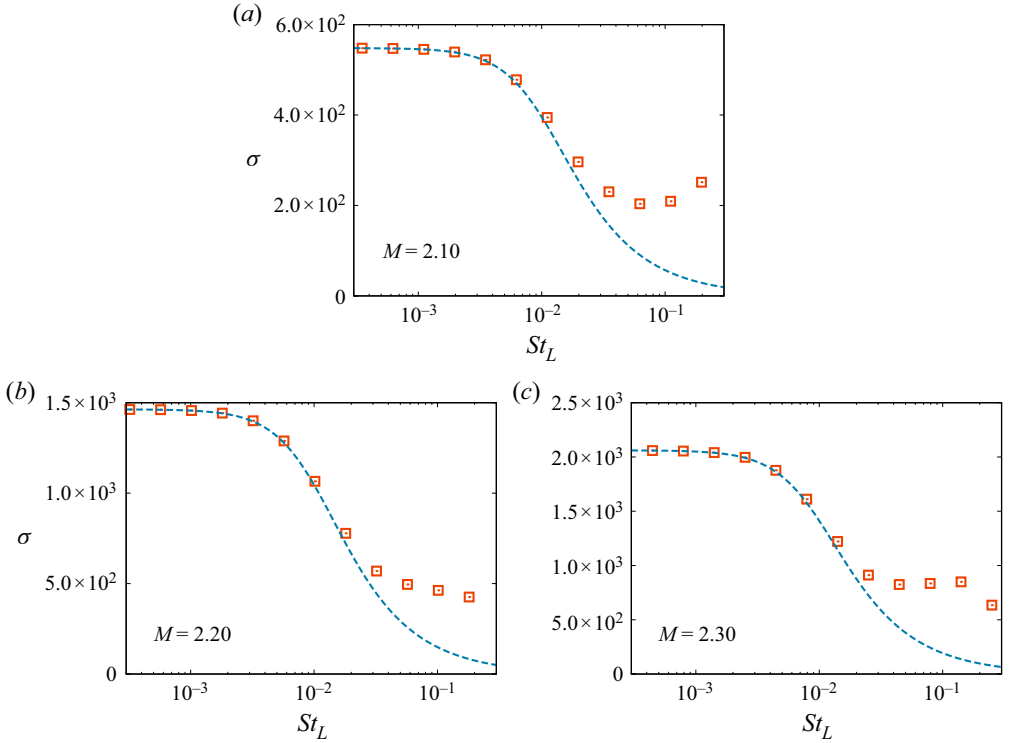 (a)
6.0 × 10²
4.0 × 10²
σ
2.0 × 10²
M = 2.10
0
10⁻³ 10⁻² 10⁻¹
St_L
(b)
1.5 × 10³
1.0 × 10³
σ
5.0 × 10²
M = 2.20
0
10⁻³ 10⁻² 10⁻¹
St_L
(c)
2.5 × 10³
2.0 × 10³
1.5 × 10³
1.0 × 10³
5.0 × 10²
M = 2.30
0
10⁻³ 10⁻² 10⁻¹
St_L